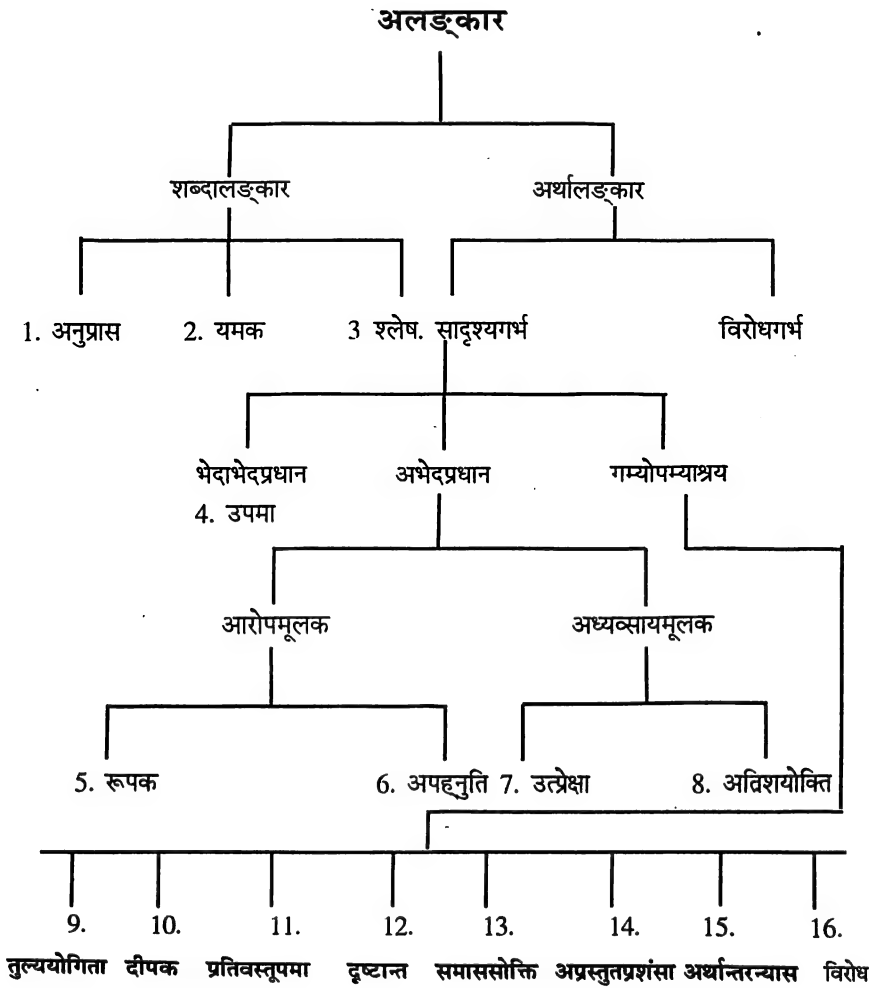 अलङ्कार
शब्दालङ्कार अर्थालङ्कार
1. अनुप्रास 2. यमक 3 श्लेष. सादृश्यगर्भ विरोधगर्भ
भेदाभेदप्रधान अभेदप्रधान गम्योपम्याश्रय
4. उपमा
आरोपमूलक अध्यव्सायमूलक
5. रूपक 6. अपह्नुति 7. उत्प्रेक्षा 8. अतिशयोक्ति
9. 10. 11. 12. 13. 14. 15. 16.
तुल्ययोगिता दीपक प्रतिवस्तूपमा दृष्टान्त समाससोक्ति अप्रस्तुतप्रशंसा अर्थान्तरन्यास विरोध